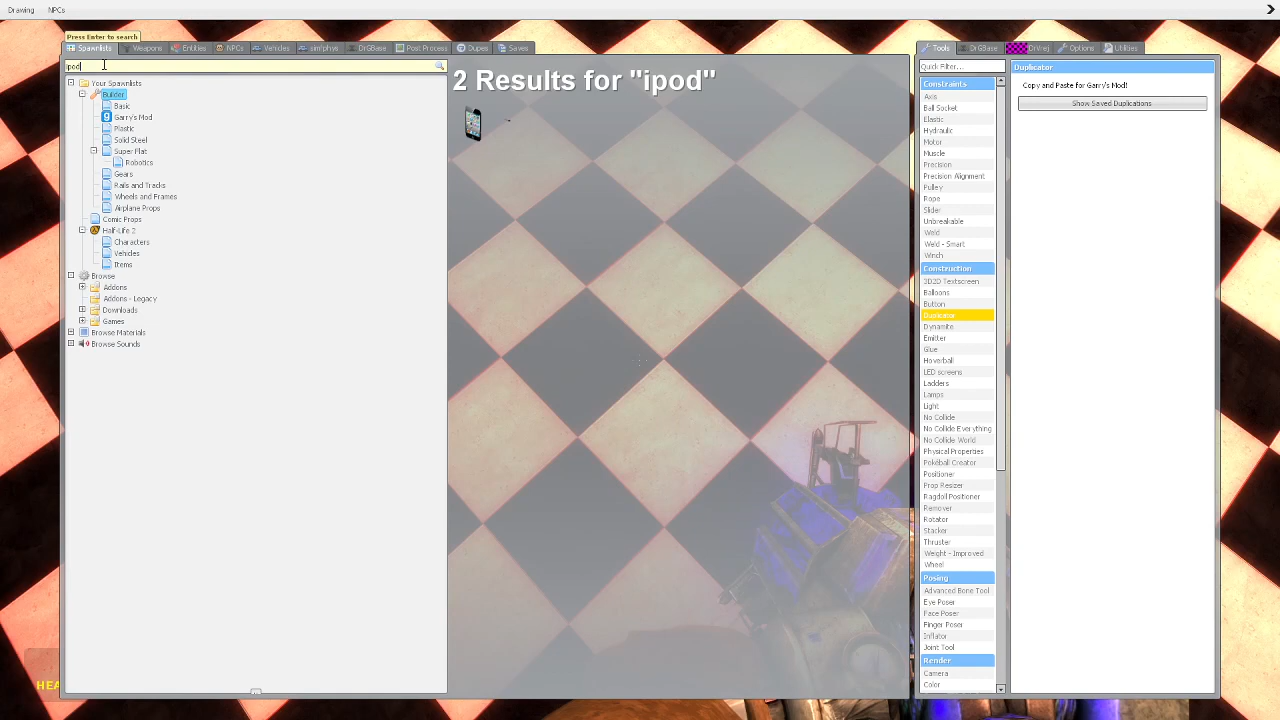 Drawing NPCs
Press Enter to search
Spawnlists Weapons Entities NPCs Vehicles simfphys DrGBase Post Process Dupes Saves
ipod
Your Spawnlists
Builder
Basic
Garry's Mod
Plastic
Solid Steel
Super Flat
Robotics
Gears
Rails and Tracks
Wheels and Frames
Airplane Props
Comic Props
Half-Life 2
Characters
Vehicles
Items
Browse
Addons
Addons - Legacy
Downloads
Games
Browse Materials
Browse Sounds
2 Results for "ipod"
HEA
Tools DrGBase DrVrej Options Utilities
Quick Filter...
Constraints
Axis
Ball Socket
Elastic
Hydraulic
Motor
Muscle
Precision
Precision Alignment
Pulley
Rope
Slider
Unbreakable
Weld
Weld - Smart
Winch
Construction
3D2D Textscreen
Balloons
Button
Duplicator
Dynamite
Emitter
Glue
Hoverball
LED screens
Ladders
Lamps
Light
No Collide
No Collide Everything
No Collide World
Physical Properties
Pokéball Creator
Positioner
Prop Resizer
Ragdoll Positioner
Remover
Rotator
Stacker
Thruster
Weight - Improved
Wheel
Posing
Advanced Bone Tool
Eye Poser
Face Poser
Finger Poser
Inflator
Joint Tool
Render
Camera
Color
Duplicator
Copy and Paste for Garry's Mod!
Show Saved Duplications